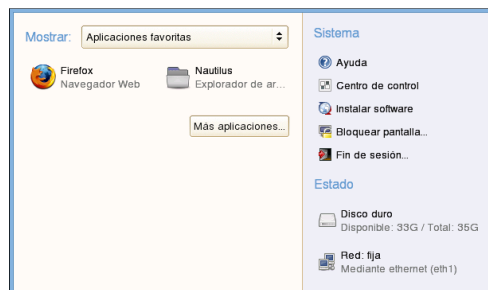 Mostrar: Aplicaciones favoritas
Firefox
Navegador Web
Nautilus
Explorador de ar...
Más aplicaciones...
Sistema
Ayuda
Centro de control
Instalar software
Bloquear pantalla...
Fin de sesión...
Estado
Disco duro
Disponible: 33G / Total: 35G
Red: fija
Mediante ethernet (eth1)